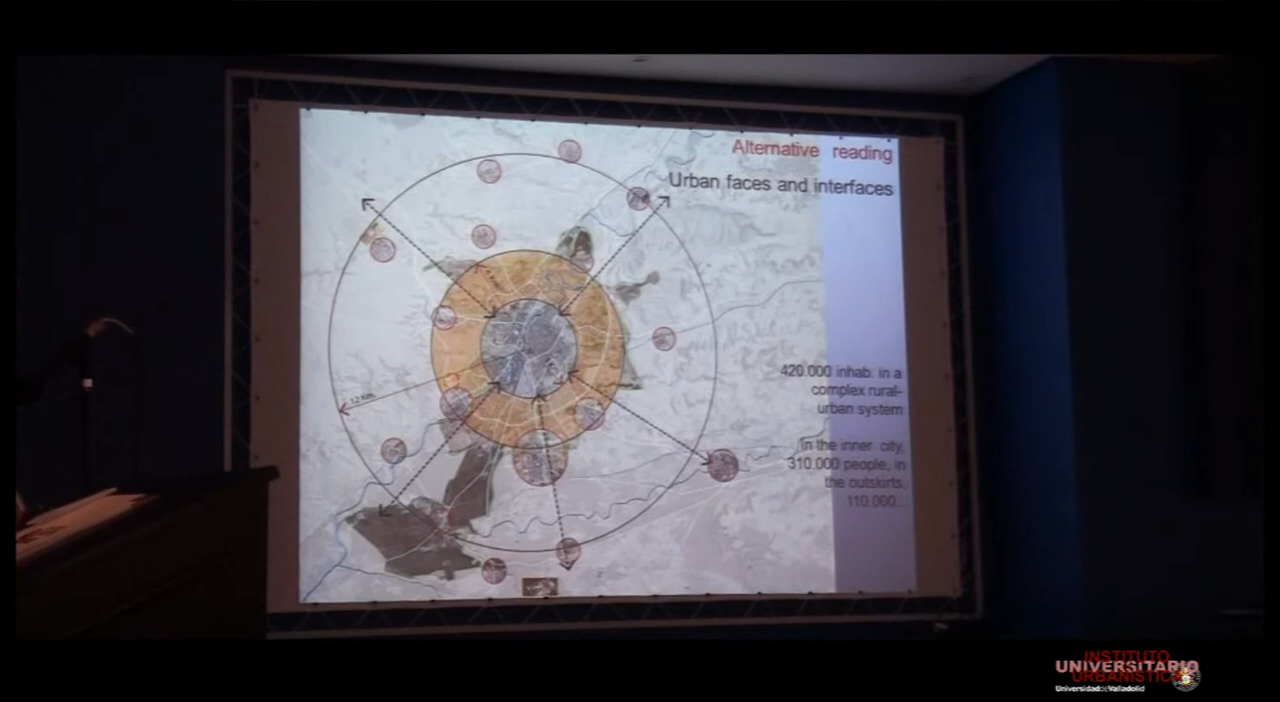 Alternative reading
Urban faces and interfaces
12 Km.
420.000 inhab. in a
complex rural-
urban system
In the inner city,
310.000 people, in
the outskirts,
110.000...
INSTITUTO
UNIVERSITARIO
URBANÍSTICA
Universidad de Valladolid